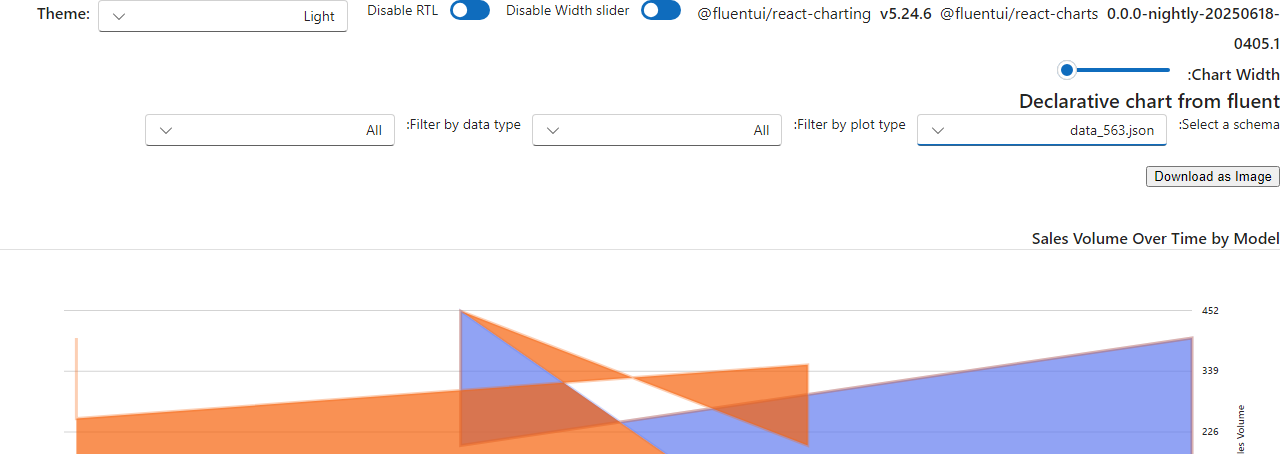 Theme: Light Disable RTL Disable Width slider @fluentui/react-charting v5.24.6 @fluentui/react-charts 0.0.0-nightly-20250618-
0405.1
:Chart Width
Declarative chart from fluent
:Select a schema data_563.json :Filter by plot type All :Filter by data type All
Download as Image
Sales Volume Over Time by Model
452
339
226